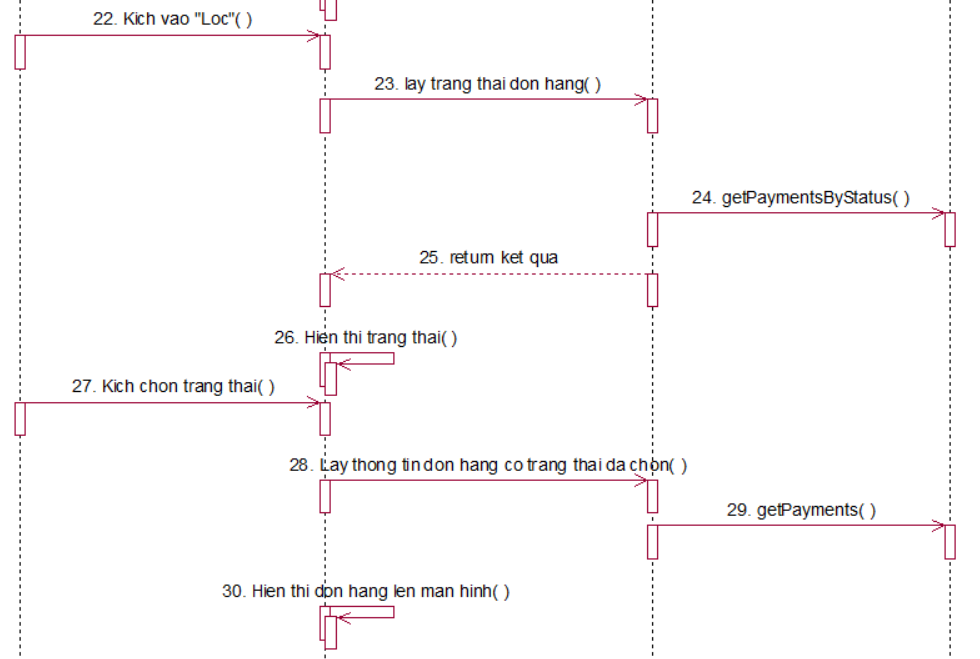 22. Kich vao "Loc"( )
23. lay trang thai don hang( )
24. getPaymentsByStatus( )
25. return ket qua
26. Hien thi trang thai( )
27. Kich chon trang thai( )
28. Lay thong tin don hang co trang thai da chon( )
29. getPayments( )
30. Hien thi don hang len man hinh( )